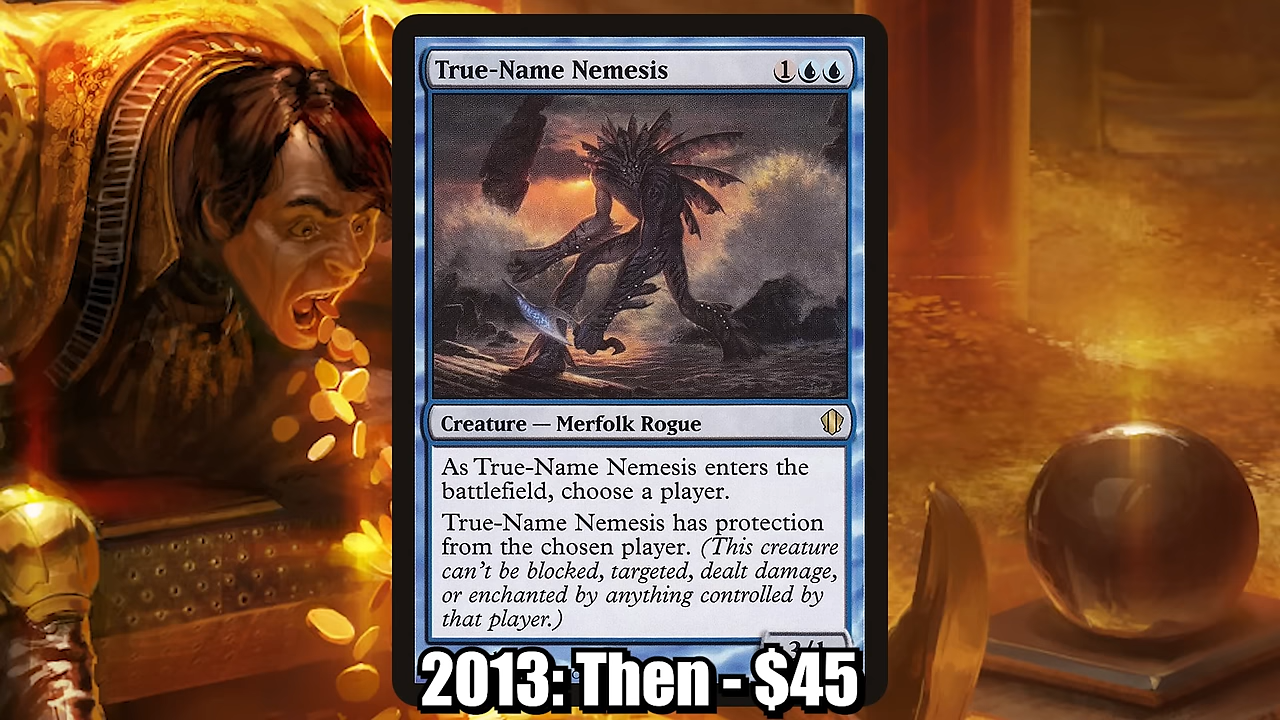 True-Name Nemesis 1
Creature — Merfolk Rogue
As True-Name Nemesis enters the
battlefield, choose a player.
True-Name Nemesis has protection
from the chosen player. (This creature
can't be blocked, targeted, dealt damage,
or enchanted by anything controlled by
that player.)
2013: Then - $45